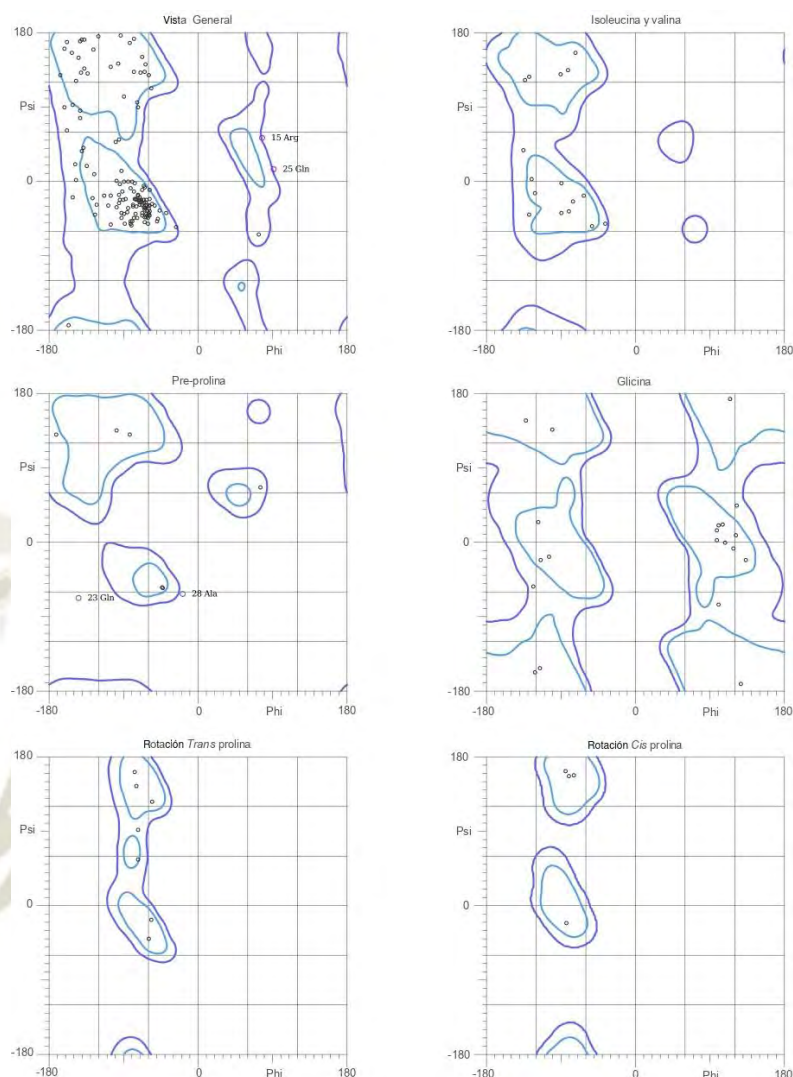 Vista General
180
Psi
0
-180
-180
0
Phi
180
15 Arg
25 Gln
Isoleucina y valina
180
Psi
0
-180
-180
0
Phi
180
Pre-prolina
180
Psi
0
-180
-180
0
Phi
180
23 Gln
28 Ala
Glicina
180
Psi
0
-180
-180
0
Phi
180
Rotación Trans prolina
180
Psi
0
-180
-180
0
Phi
180
Rotación Cis prolina
180
Psi
0
-180
-180
0
Phi
180